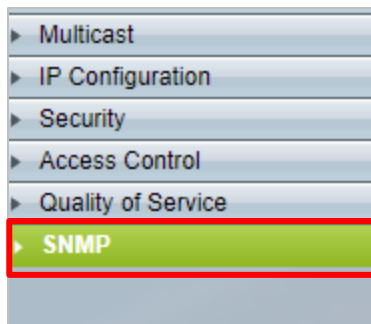 Multicast
IP Configuration
Security
Access Control
Quality of Service
SNMP